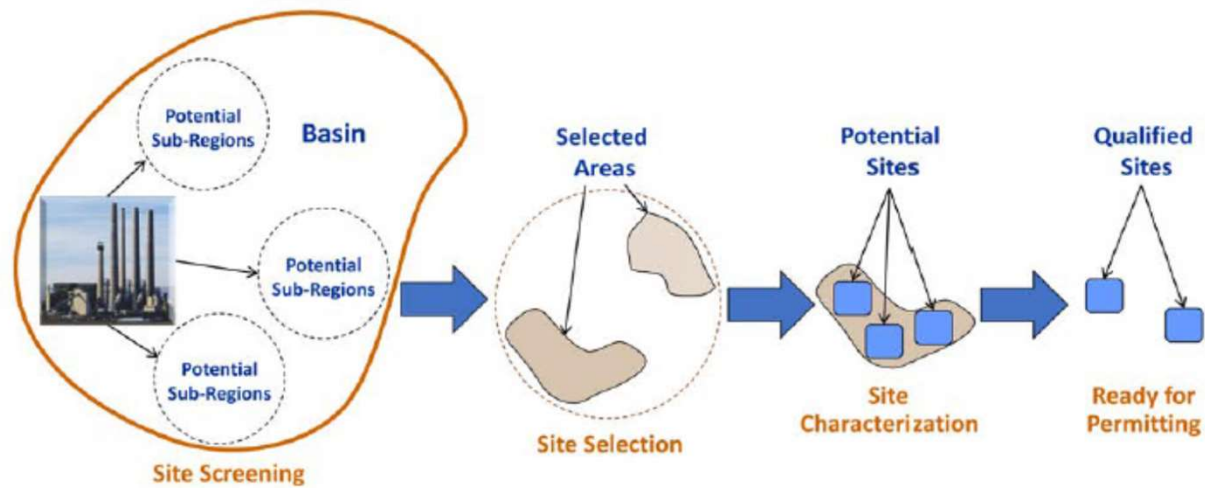 Potential
Sub-Regions
Basin
Potential
Sub-Regions
Potential
Sub-Regions
Site Screening
Selected
Areas
Site Selection
Potential
Sites
Site
Characterization
Qualified
Sites
Ready for
Permitting